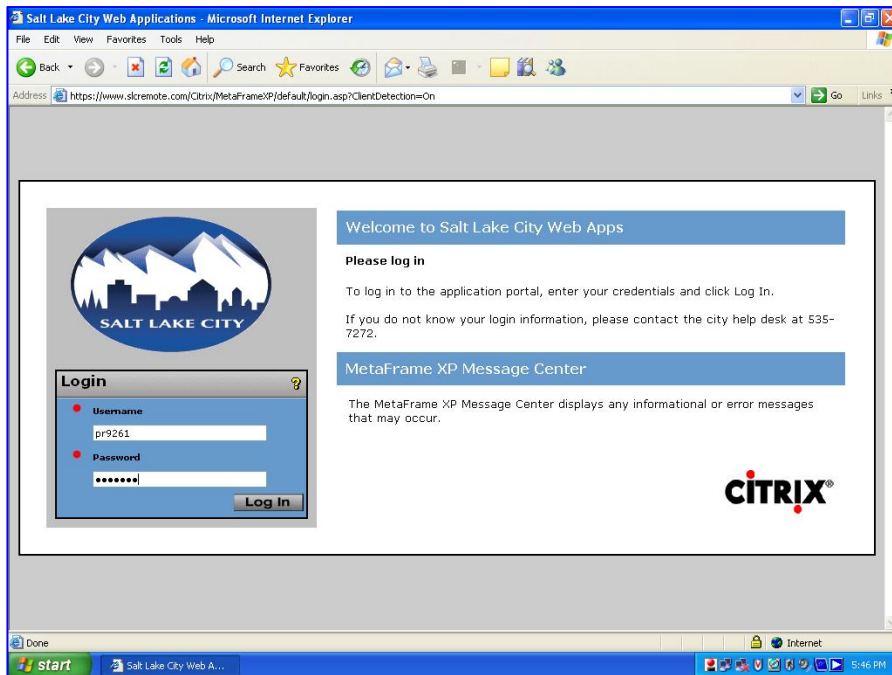 Salt Lake City Web Applications - Microsoft Internet Explorer
File Edit View Favorites Tools Help
Back Search Favorites
Address https://www.slcremote.com/Citrix/MetaFrameXP/default/login.asp?ClientDetection=On Go Links
SALT LAKE CITY
Welcome to Salt Lake City Web Apps
Please log in
To log in to the application portal, enter your credentials and click Log In.
If you do not know your login information, please contact the city help desk at 535-
7272.
Login ?
Username
pr9261
Password
•••••••
Log In
MetaFrame XP Message Center
The MetaFrame XP Message Center displays any informational or error messages
that may occur.
CITRIX®
Done Internet
start Salt Lake City Web A... 5:46 PM